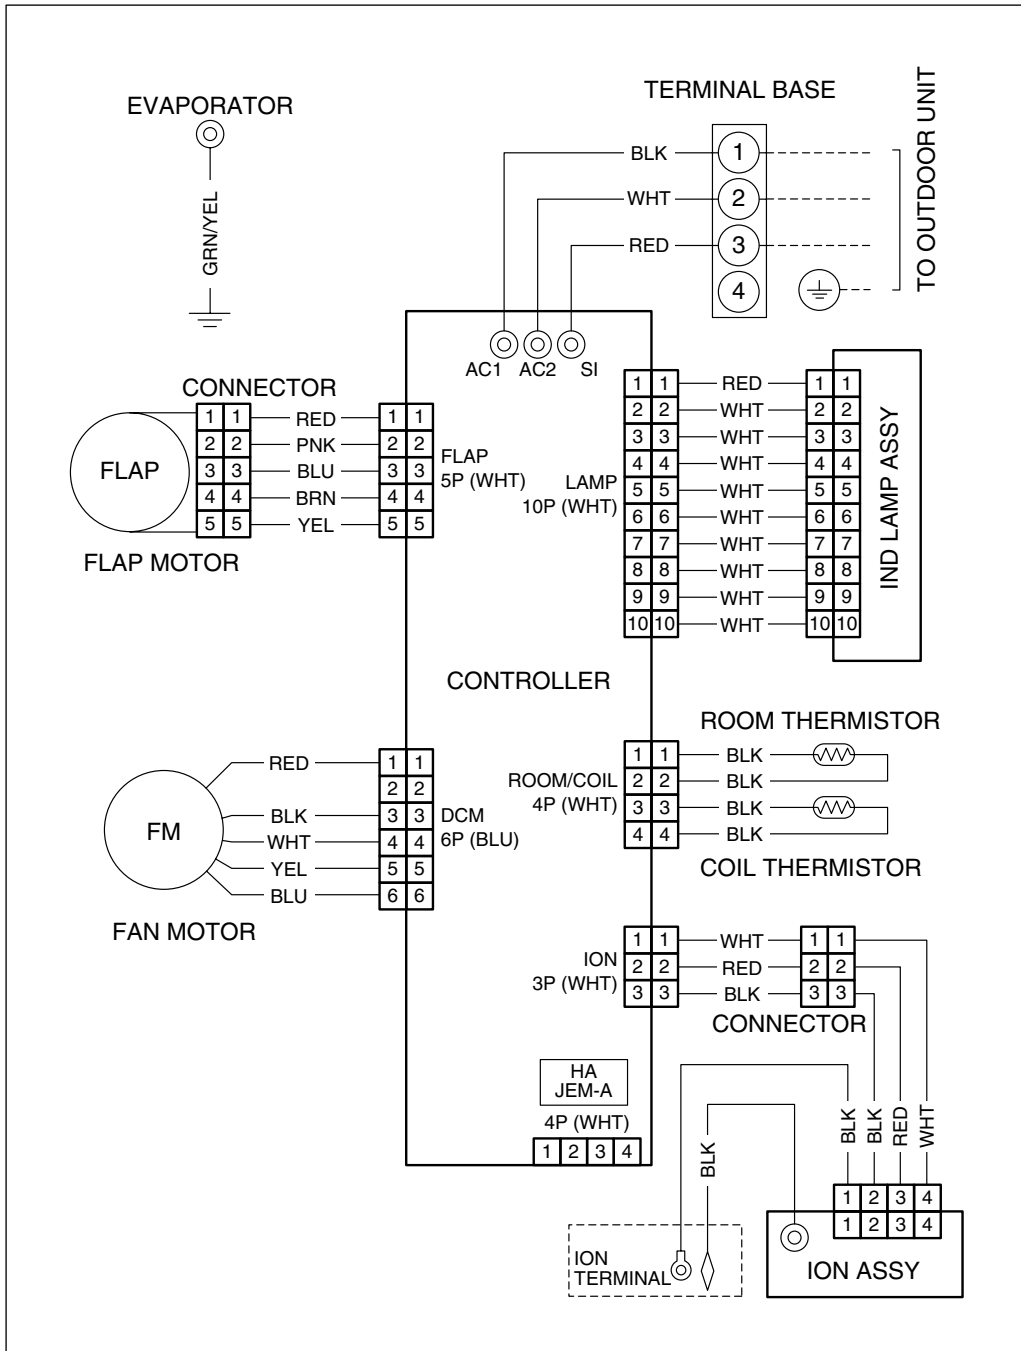 EVAPORATOR
GRN/YEL
TERMINAL BASE
BLK 1
WHT 2
RED 3
4
TO OUTDOOR UNIT
AC1 AC2 SI
CONNECTOR
FLAP
FLAP MOTOR
1 1 RED 1 1
2 2 PNK 2 2
3 3 BLU 3 3
4 4 BRN 4 4
5 5 YEL 5 5
FLAP
5P (WHT)
LAMP
10P (WHT)
1 1 RED 1 1
2 2 WHT 2 2
3 3 WHT 3 3
4 4 WHT 4 4
5 5 WHT 5 5
6 6 WHT 6 6
7 7 WHT 7 7
8 8 WHT 8 8
9 9 WHT 9 9
10 10 WHT 10 10
IND LAMP ASSY
CONTROLLER
FM
FAN MOTOR
RED 1 1
2 2
BLK 3 3
WHT 4 4
YEL 5 5
BLU 6 6
DCM
6P (BLU)
ROOM THERMISTOR
ROOM/COIL
4P (WHT)
1 1 BLK
2 2 BLK
3 3 BLK
4 4 BLK
COIL THERMISTOR
ION
3P (WHT)
1 1 WHT 1 1
2 2 RED 2 2
3 3 BLK 3 3
CONNECTOR
HA
JEM-A
4P (WHT)
1 2 3 4
BLK
BLK
BLK
RED
WHT
1 2 3 4
1 2 3 4
ION
TERMINAL
ION ASSY